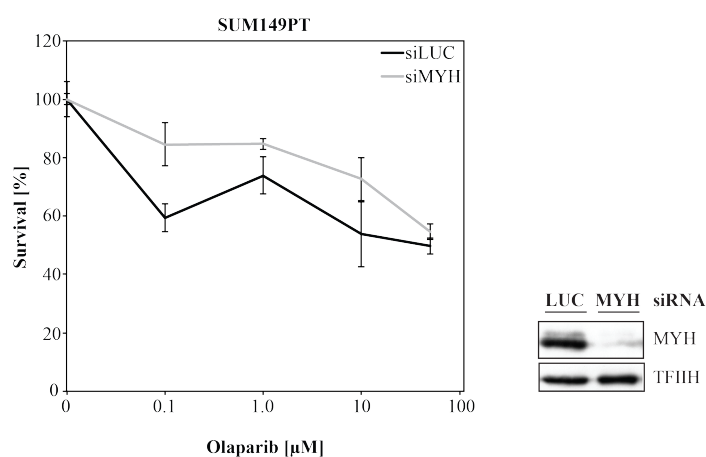 SUM149PT
120
100
80
60
40
20
0
Survival [%]
siLUC
siMYH
0 0.1 1.0 10 100
Olaparib [µM]
LUC MYH siRNA
MYH
TFIIH